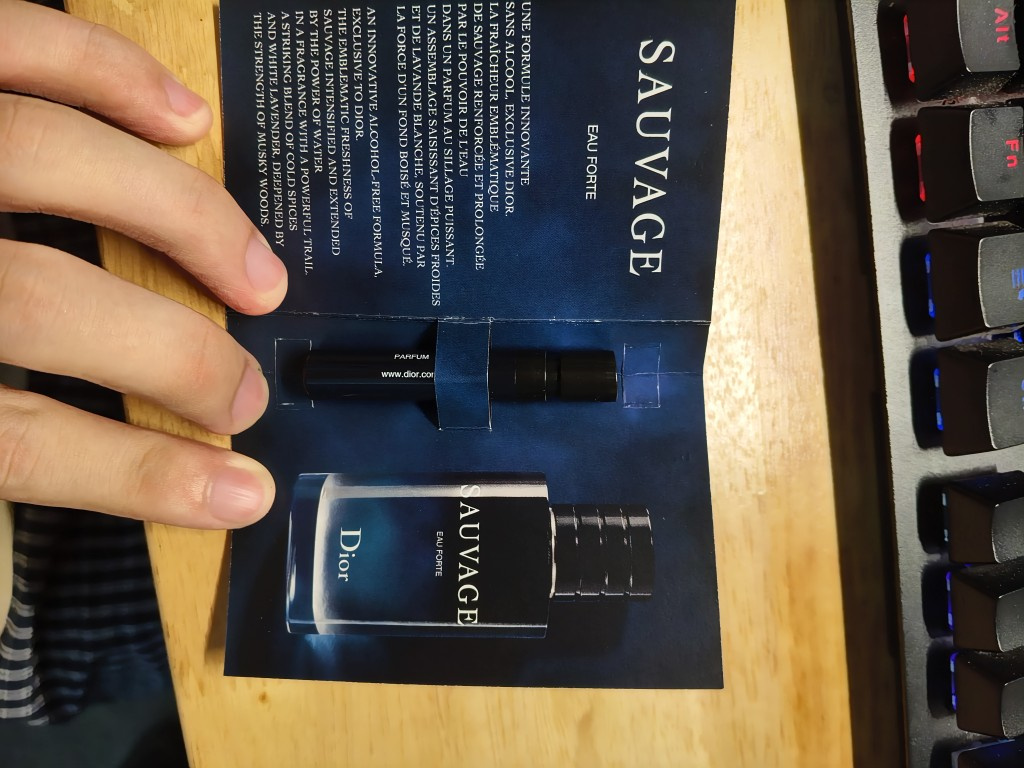 SAUVAGE
EAU FORTE
UNE FORMULE INNOVANTE
SANS ALCOOL, EXCLUSIVE DIOR.
LA FRAÎCHEUR EMBLÉMATIQUE
DE SAUVAGE RENFORCÉE ET PROLONGÉE
PAR LE POUVOIR DE L'EAU
DANS UN PARFUM AU SILLAGE PUISSANT.
UN ASSEMBLAGE SAISISSANT D'ÉPICES FROIDES
ET DE LAVANDE BLANCHE, SOUTENU PAR
LA FORCE D'UN FOND BOISÉ ET MUSQUÉ.
AN INNOVATIVE ALCOHOL-FREE FORMULA,
EXCLUSIVE TO DIOR.
THE EMBLEMATIC FRESHNESS OF
SAUVAGE INTENSIFIED AND EXTENDED
BY THE POWER OF WATER
IN A FRAGRANCE WITH A POWERFUL TRAIL.
A STRIKING BLEND OF COLD SPICES
AND WHITE LAVENDER, DEEPENED BY
THE STRENGTH OF MUSKY WOODS.
PARFUM
www.dior.cor
SAUVAGE
EAU FORTE
Dior
Alt
Fn